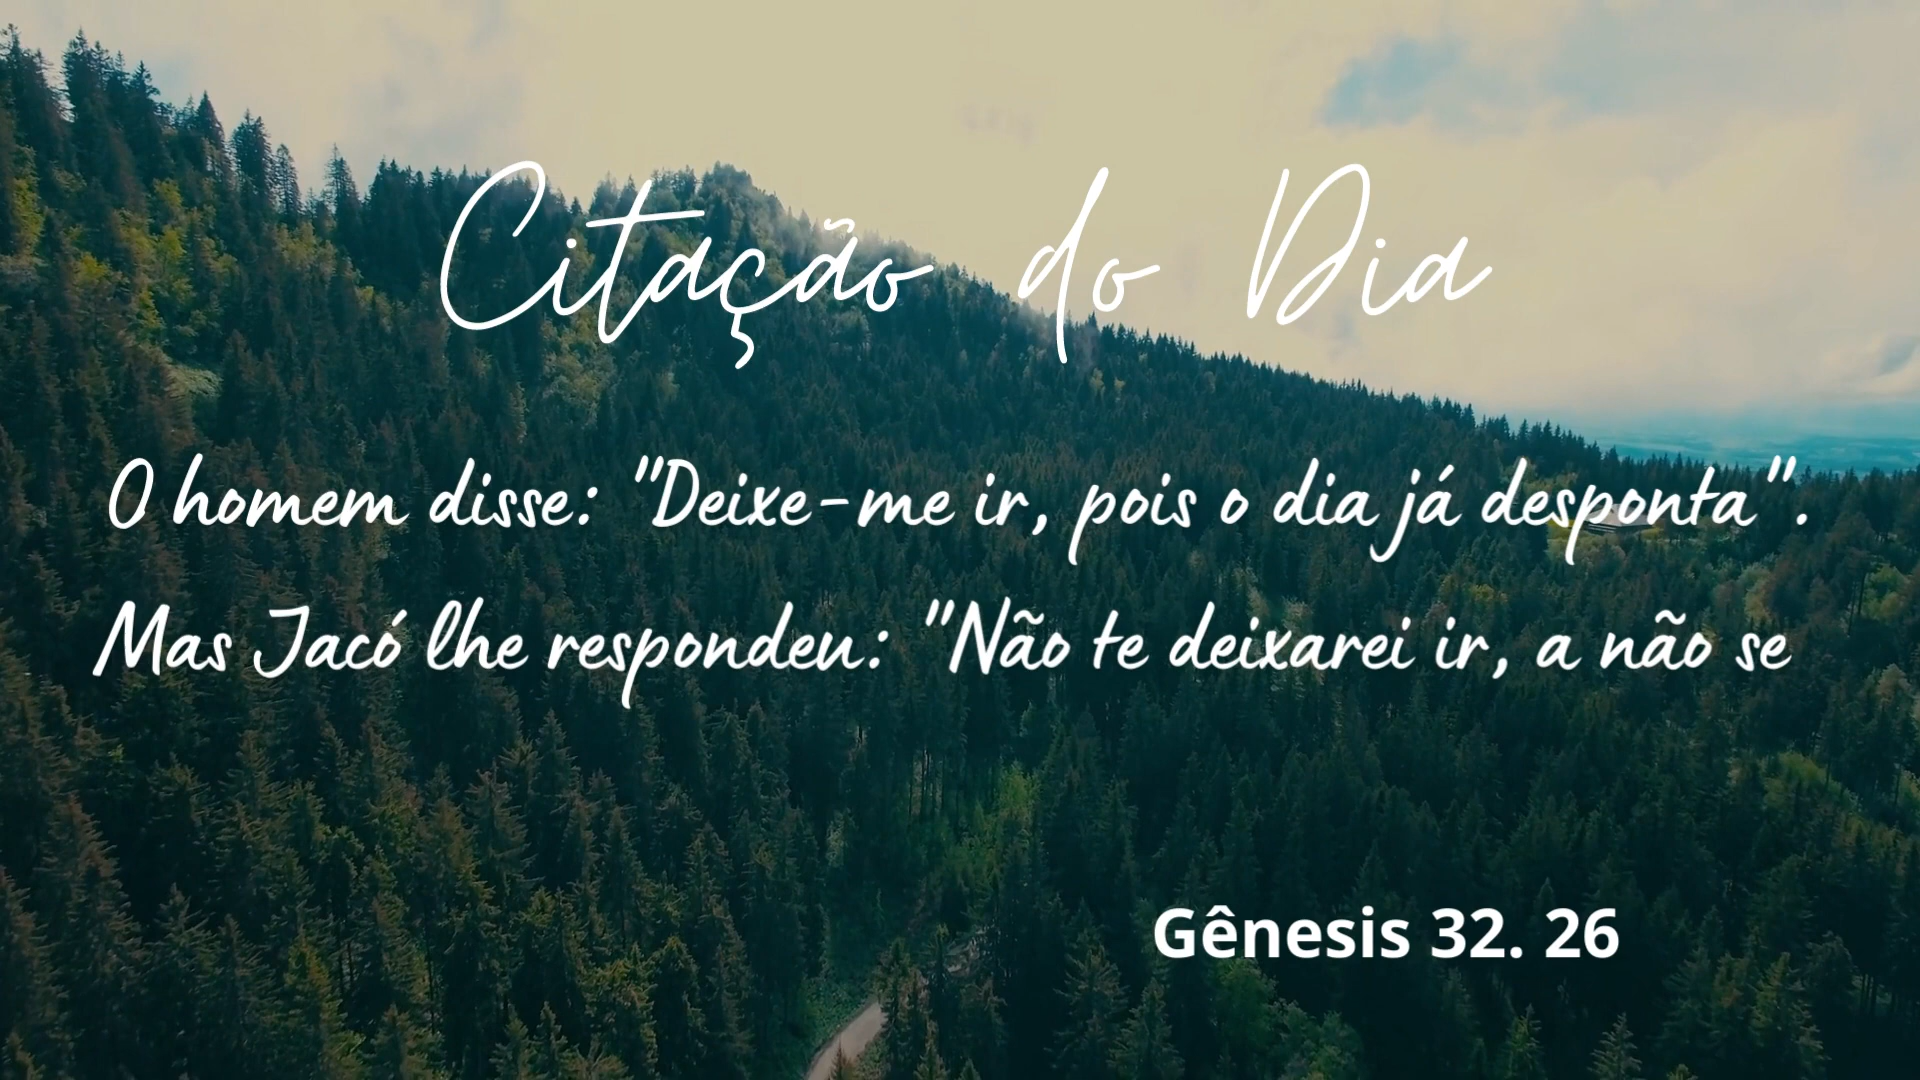 Citação do Dia
O homem disse: "Deixe-me ir, pois o dia já desponta".
Mas Jacó lhe respondeu: "Não te deixarei ir, a não se
Gênesis 32. 26